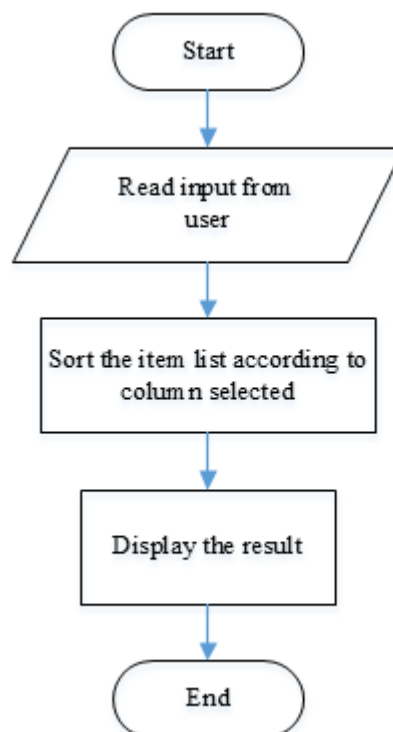 Start
Read input from
user
Sort the item list according to
column selected
Display the result
End